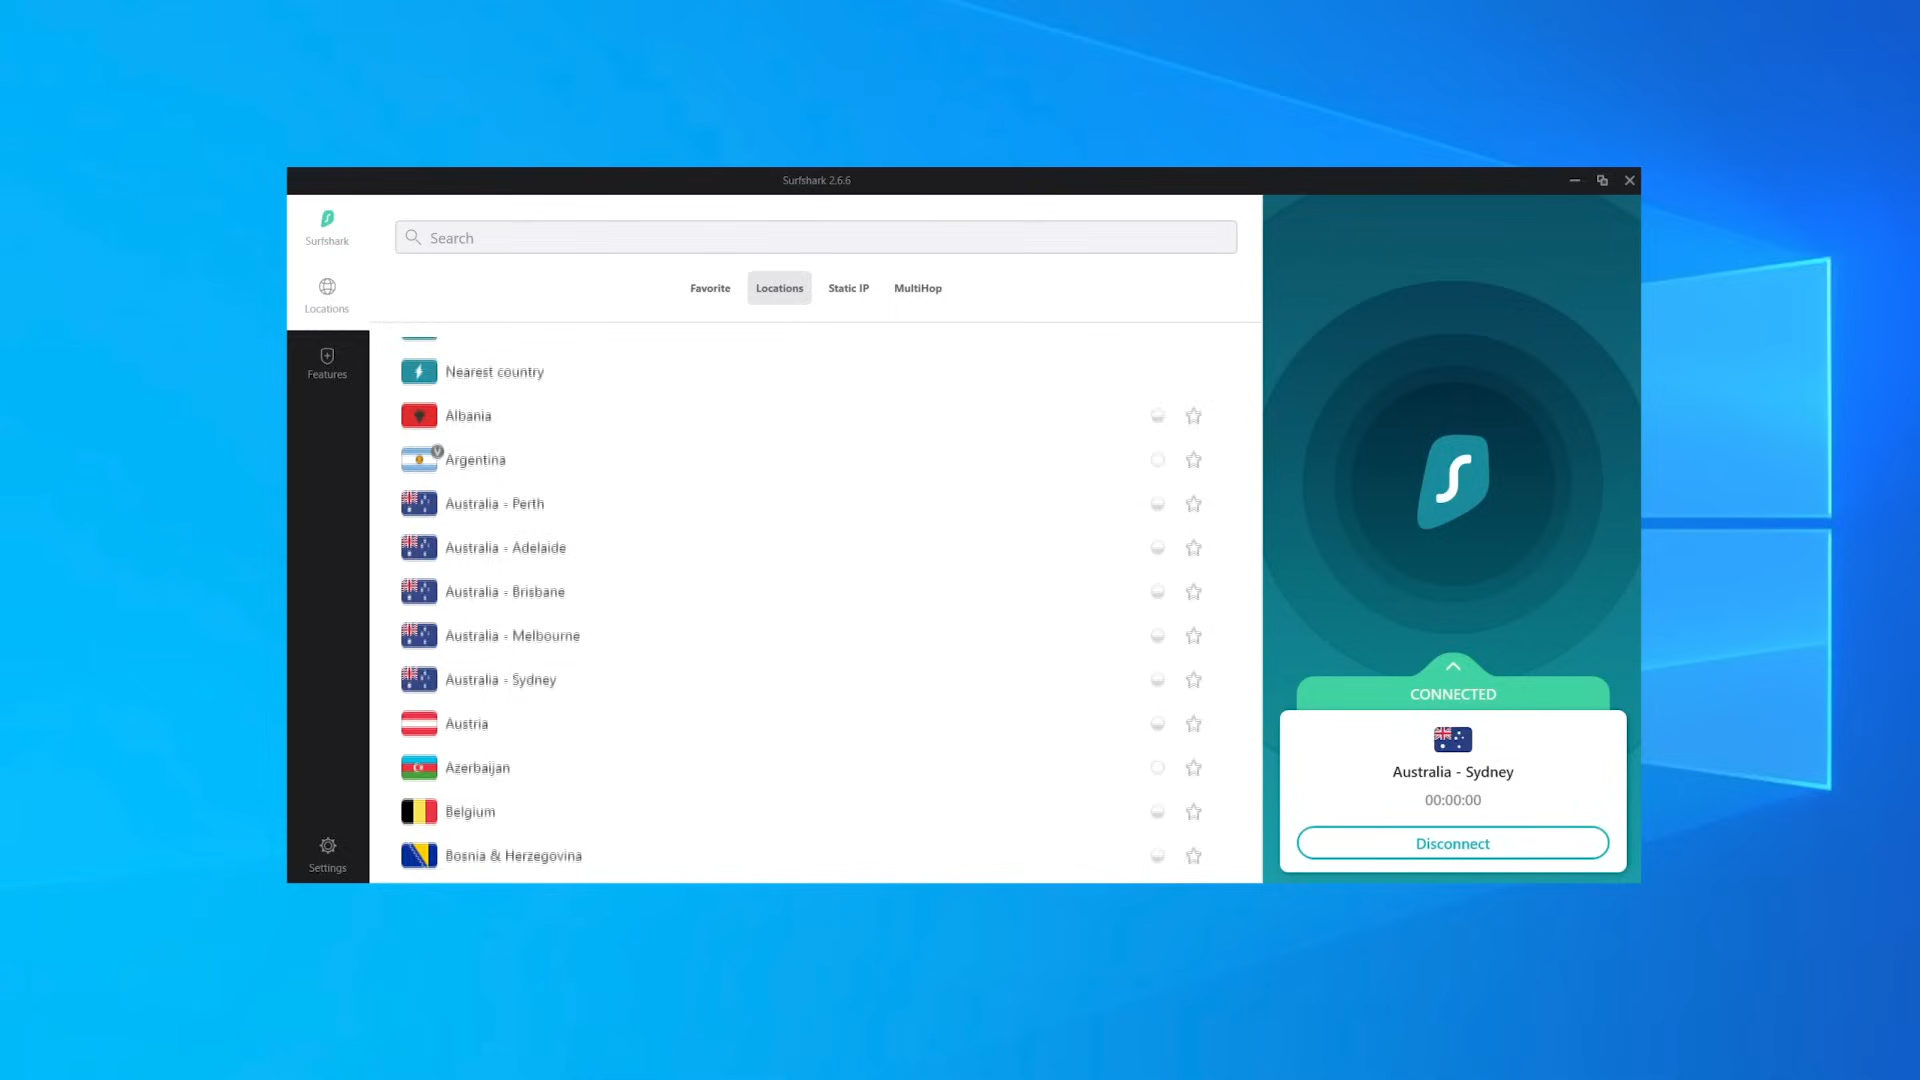 Surfshark 2.6.6
Surfshark
Locations
Features
Settings
Search
Favorite Locations Static IP MultiHop
Nearest country
Albania
V
Argentina
Australia - Perth
Australia - Adelaide
Australia - Brisbane
Australia - Melbourne
Australia - Sydney
Austria
Azerbaijan
Belgium
Bosnia & Herzegovina
CONNECTED
Australia - Sydney
00:00:00
Disconnect